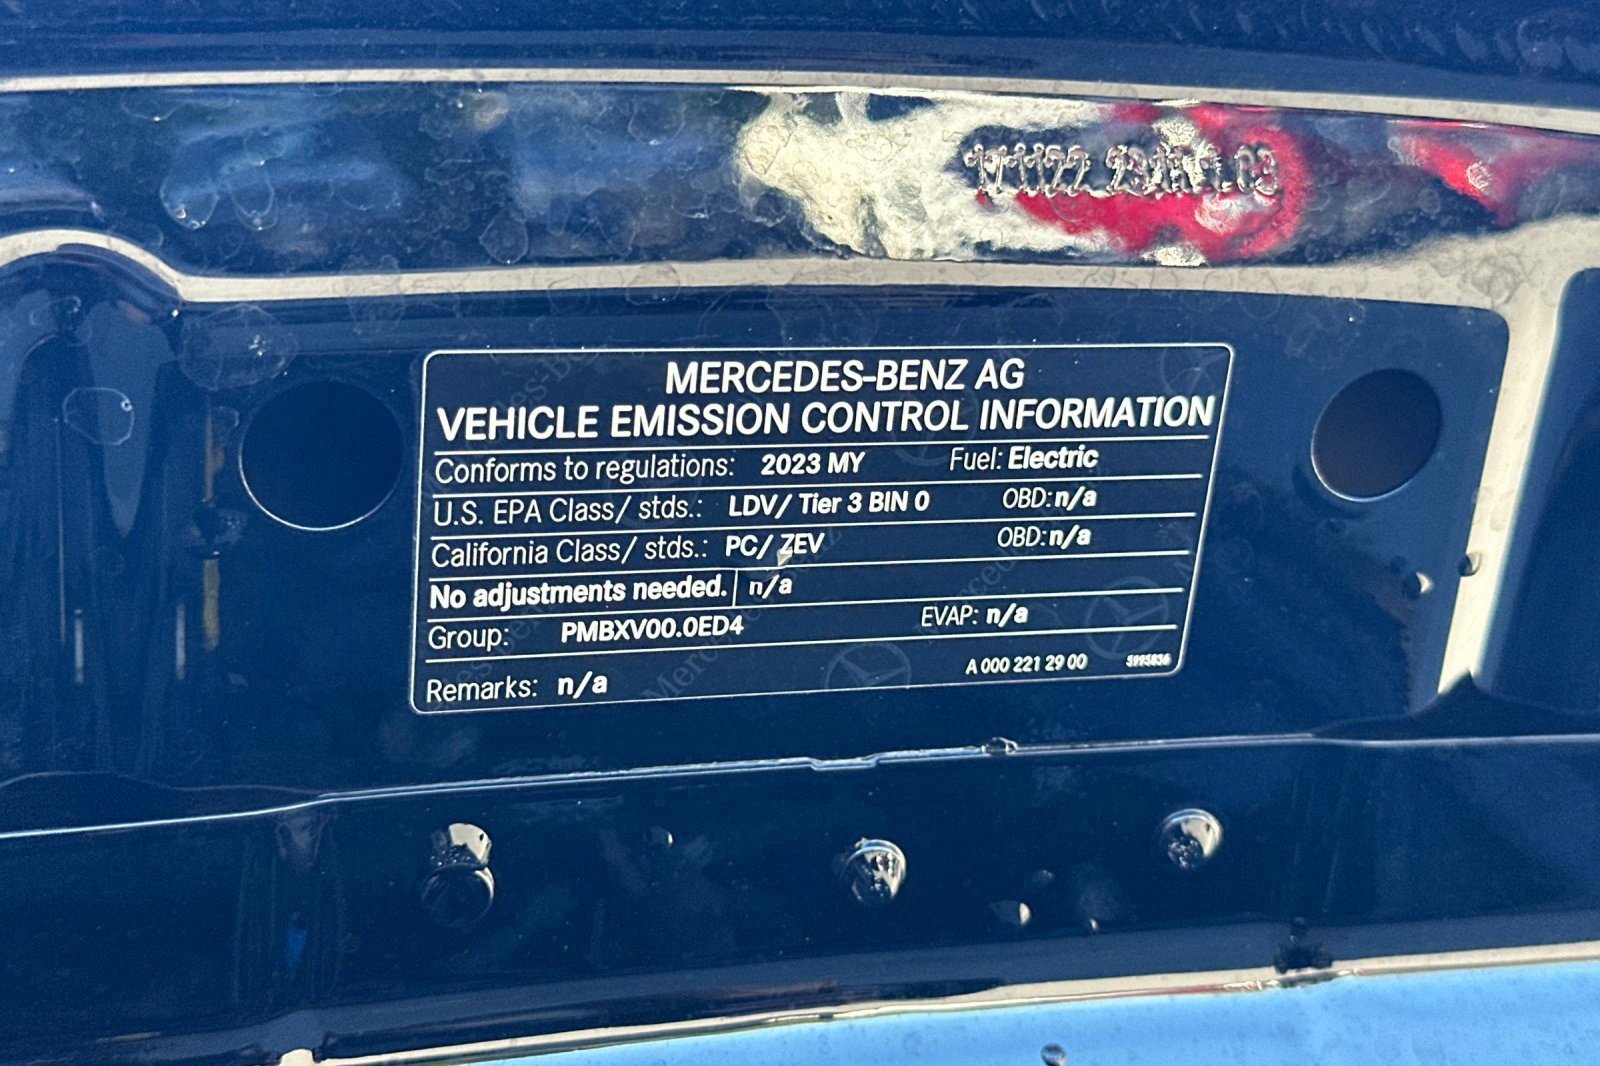 MERCEDES-BENZ AG
VEHICLE EMISSION CONTROL INFORMATION
Conforms to regulations: 2023 MY Fuel: Electric
U.S. EPA Class/ stds.: LDV/ Tier 3 BIN 0 OBD: n/a
California Class/ stds.: PC/ ZEV OBD: n/a
No adjustments needed. n/a
Group: PMBXV00.0ED4 EVAP: n/a
Remarks: n/a A 000 221 29 00 5995836